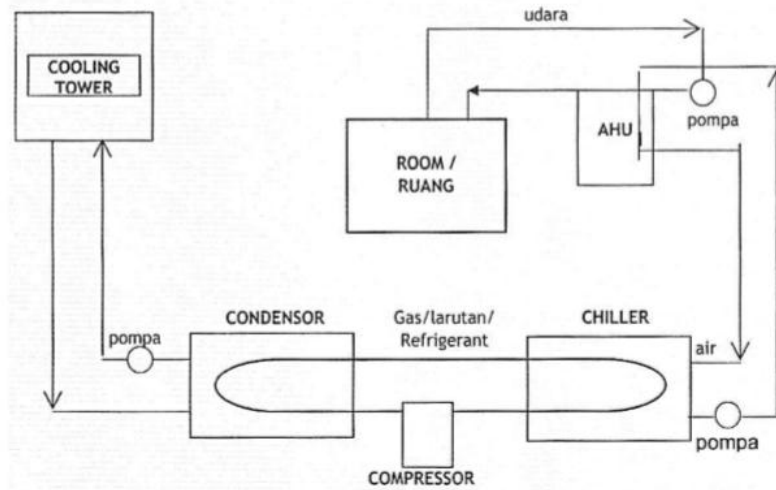 udara
COOLING
TOWER
pompa
AHU
ROOM /
RUANG
CONDENSOR
Gas/larutan/
Refrigerant
CHILLER
pompa
air
pompa
COMPRESSOR